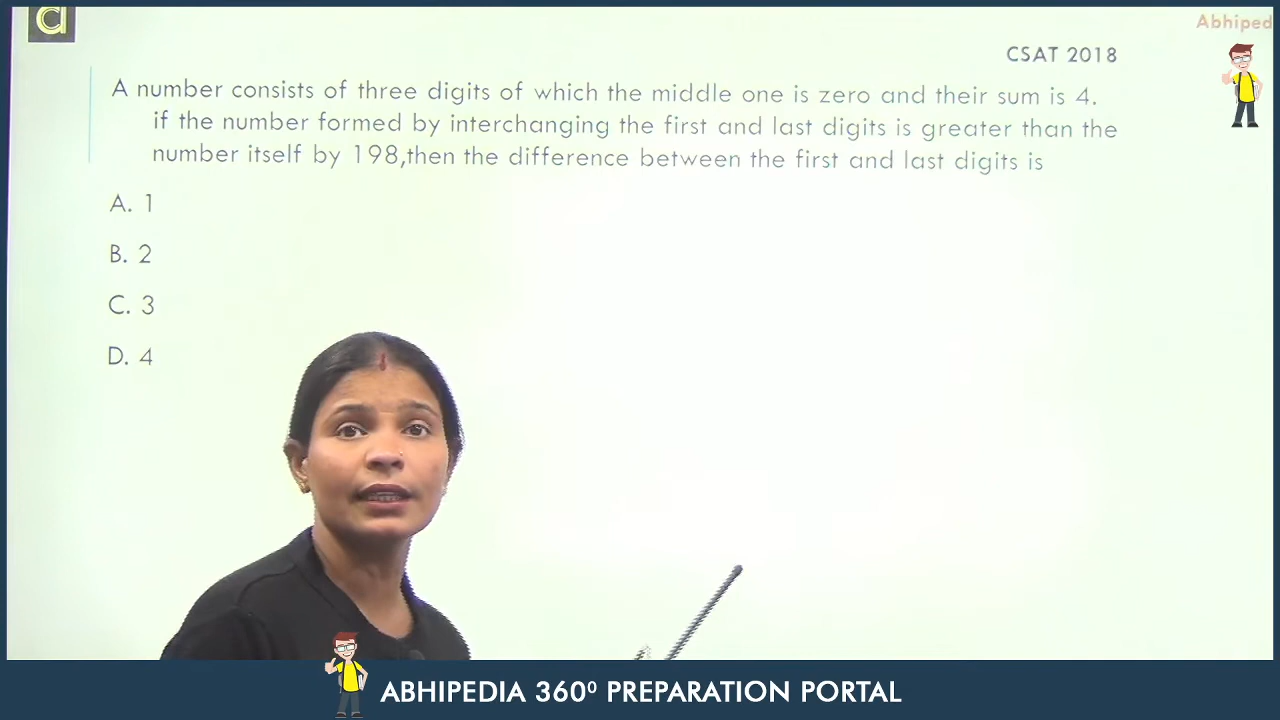 a
Abhiped
CSAT 2018
A number consists of three digits of which the middle one is zero and their sum is 4.
if the number formed by interchanging the first and last digits is greater than the
number itself by 198,then the difference between the first and last digits is
A. 1
B. 2
C. 3
D. 4
ABHIPEDIA 360⁰ PREPARATION PORTAL